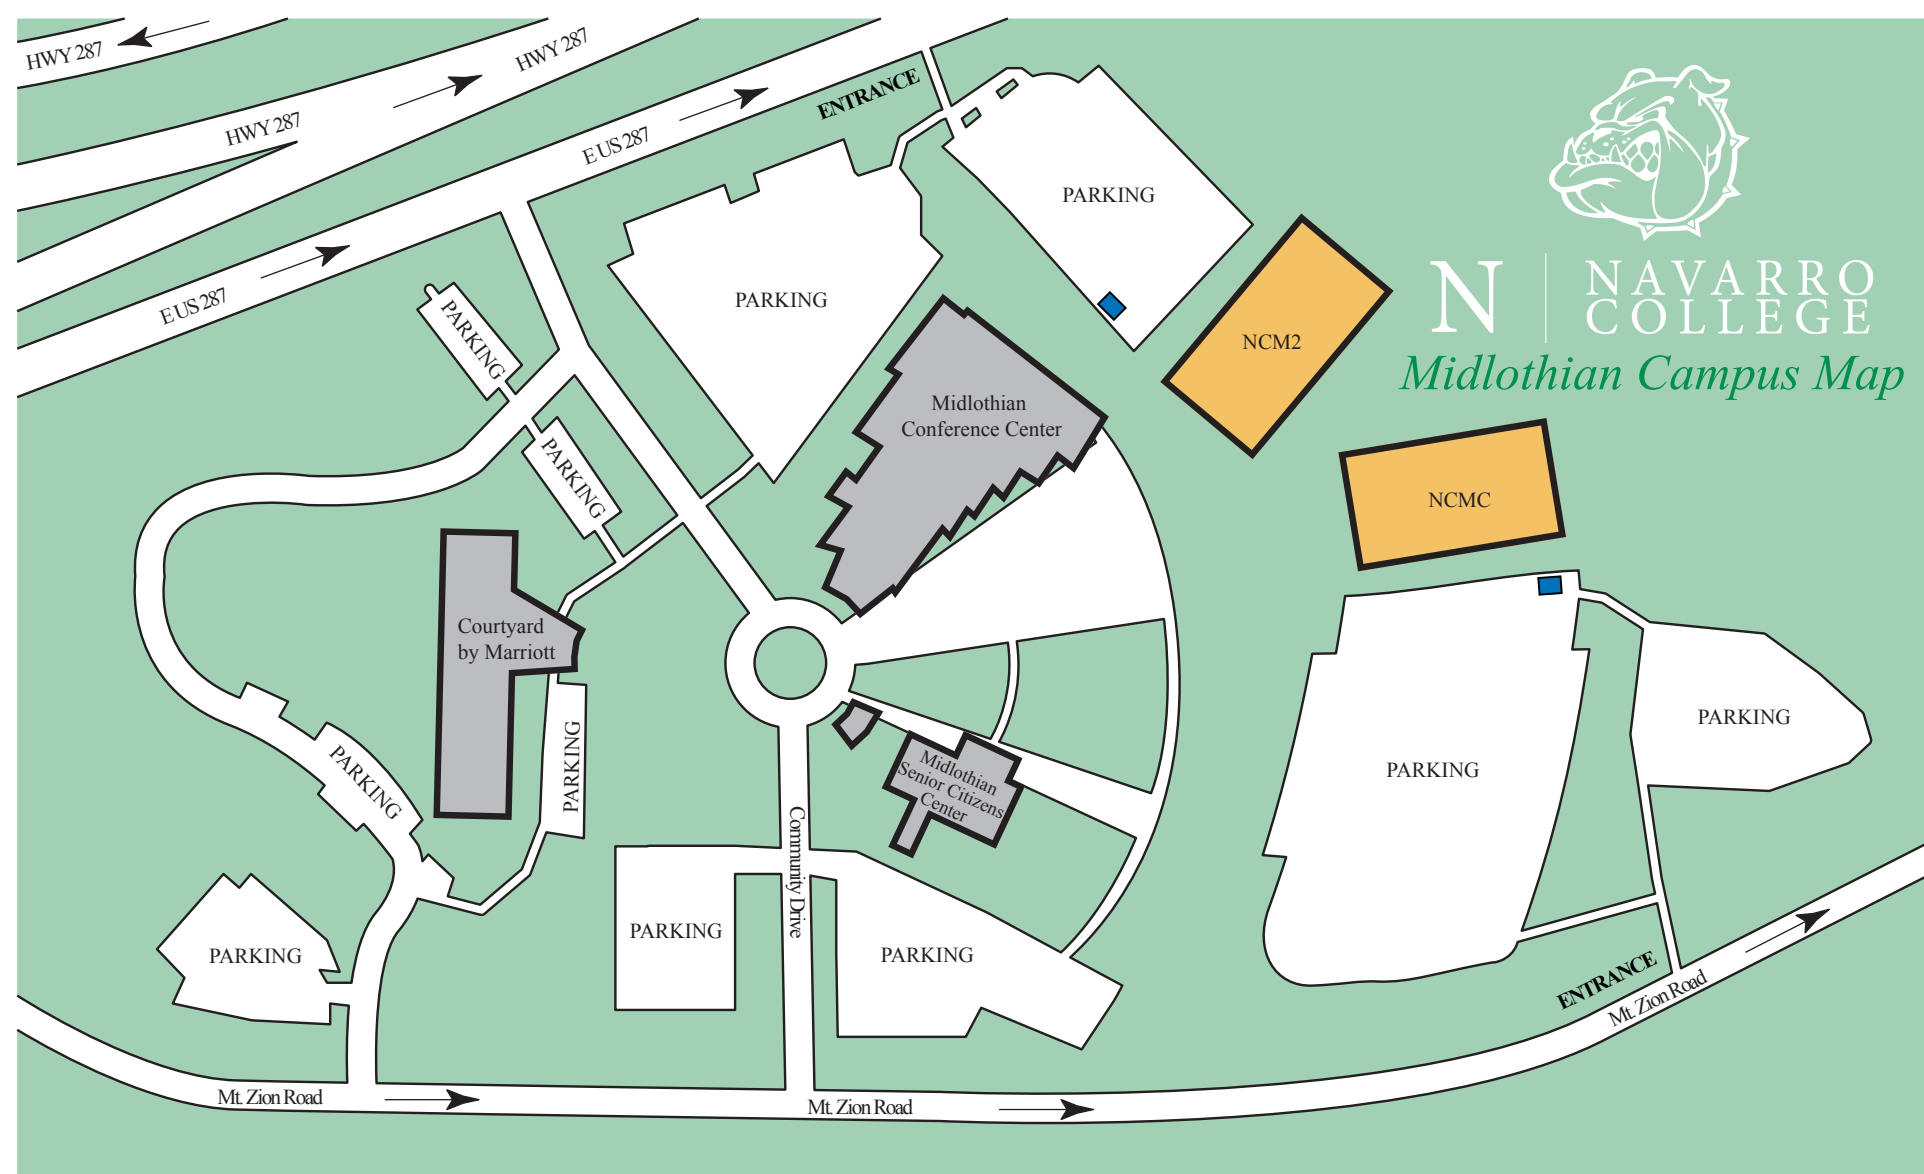 HWY 287
HWY 287
HWY 287
E US 287
E US 287
ENTRANCE
PARKING
PARKING
PARKING
PARKING
N
NAVARRO
COLLEGE
Midlothian Campus Map
NCM2
NCMC
Midlothian
Conference Center
Courtyard
by Marriott
PARKING
PARKING
Midlothian
Senior Citizens
Center
Community Drive
PARKING
PARKING
PARKING
PARKING
PARKING
PARKING
ENTRANCE
Mt. Zion Road
Mt. Zion Road
Mt. Zion Road